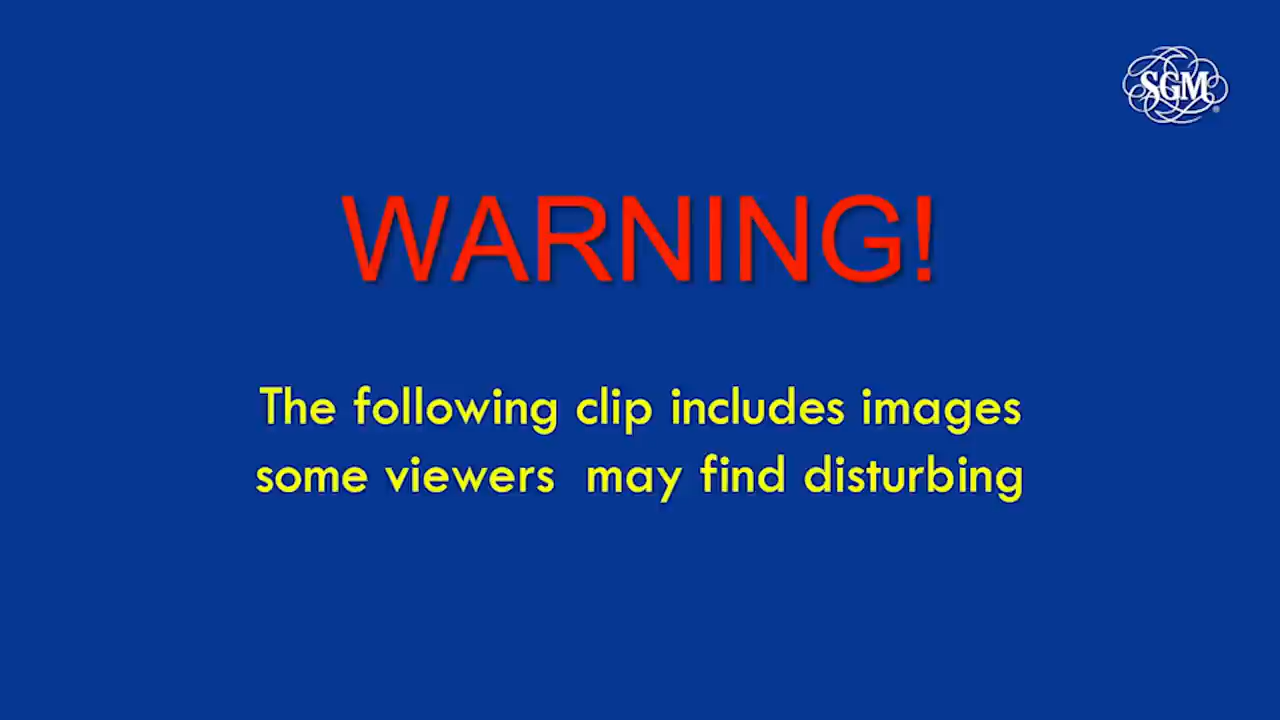 SGM
WARNING!
The following clip includes images
some viewers  may find disturbing